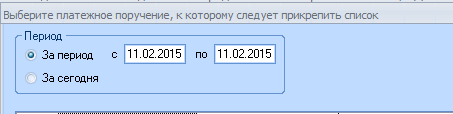 Выберите платежное поручение, к которому следует прикрепить список
Период
За период с 11.02.2015 по 11.02.2015
За сегодня